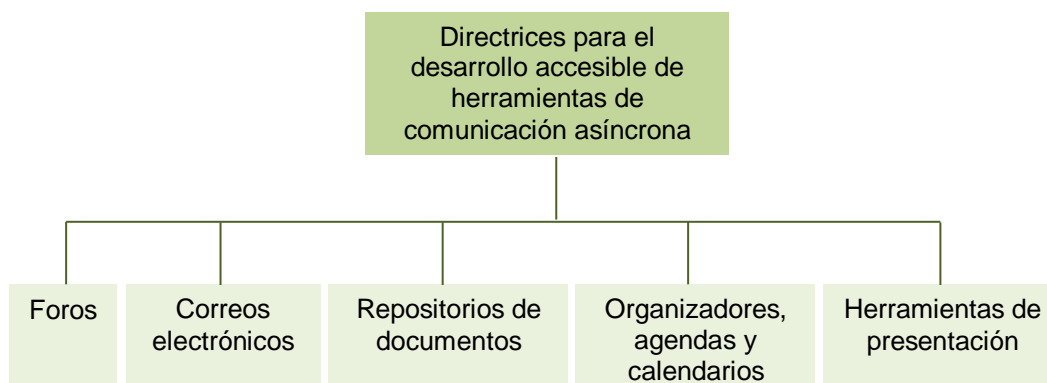 Directrices para el
desarrollo accesible de
herramientas de
comunicación asíncrona
Foros
Correos
electrónicos
Repositorios de
documentos
Organizadores,
agendas y
calendarios
Herramientas de
presentación